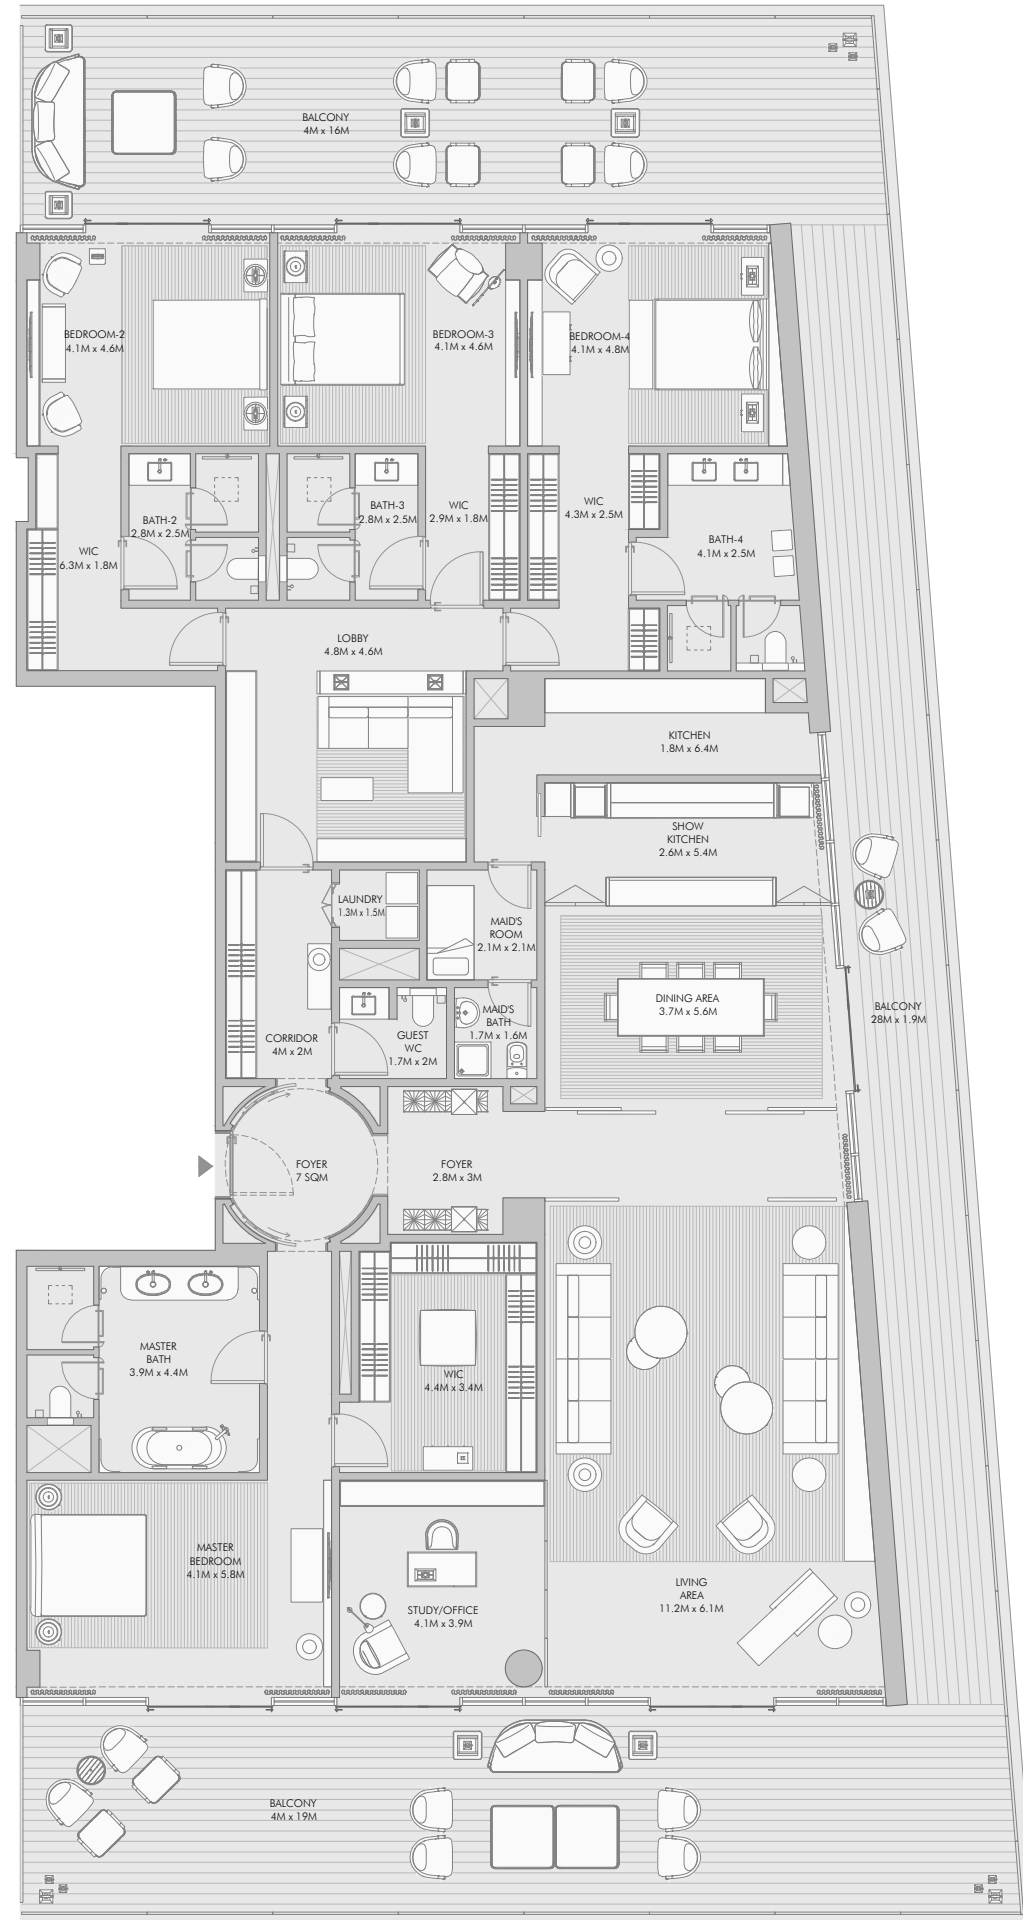 BALCONY
4M x 16M
BEDROOM-2
4.1M x 4.6M
BEDROOM-3
4.1M x 4.6M
BEDROOM-4
4.1M x 4.8M
BATH-2
2.8M x 2.5M
BATH-3
2.8M x 2.5M
WIC
2.9M x 1.8M
WIC
4.3M x 2.5M
WIC
6.3M x 1.8M
BATH-4
4.1M x 2.5M
LOBBY
4.8M x 4.6M
KITCHEN
1.8M x 6.4M
SHOW
KITCHEN
2.6M x 5.4M
LAUNDRY
1.3M x 1.5M
MAID'S
ROOM
2.1M x 2.1M
DINING AREA
3.7M x 5.6M
BALCONY
28M x 1.9M
CORRIDOR
4M x 2M
GUEST
WC
1.7M x 2M
MAID'S
BATH
1.7M x 1.6M
FOYER
7 SQM
FOYER
2.8M x 3M
MASTER
BATH
3.9M x 4.4M
WIC
4.4M x 3.4M
MASTER
BEDROOM
4.1M x 5.8M
STUDY/OFFICE
4.1M x 3.9M
LIVING
AREA
11.2M x 6.1M
BALCONY
4M x 19M